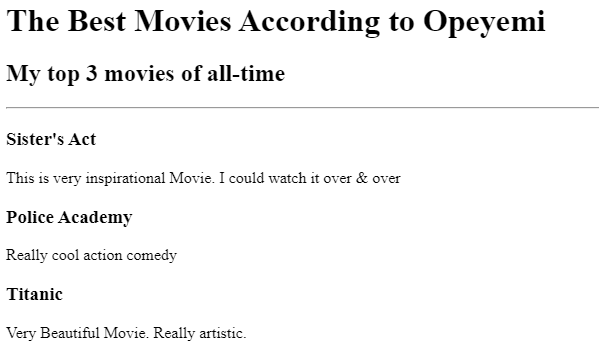 The Best Movies According to Opeyemi
My top 3 movies of all-time
Sister's Act
This is very inspirational Movie. I could watch it over & over
Police Academy
Really cool action comedy
Titanic
Very Beautiful Movie. Really artistic.